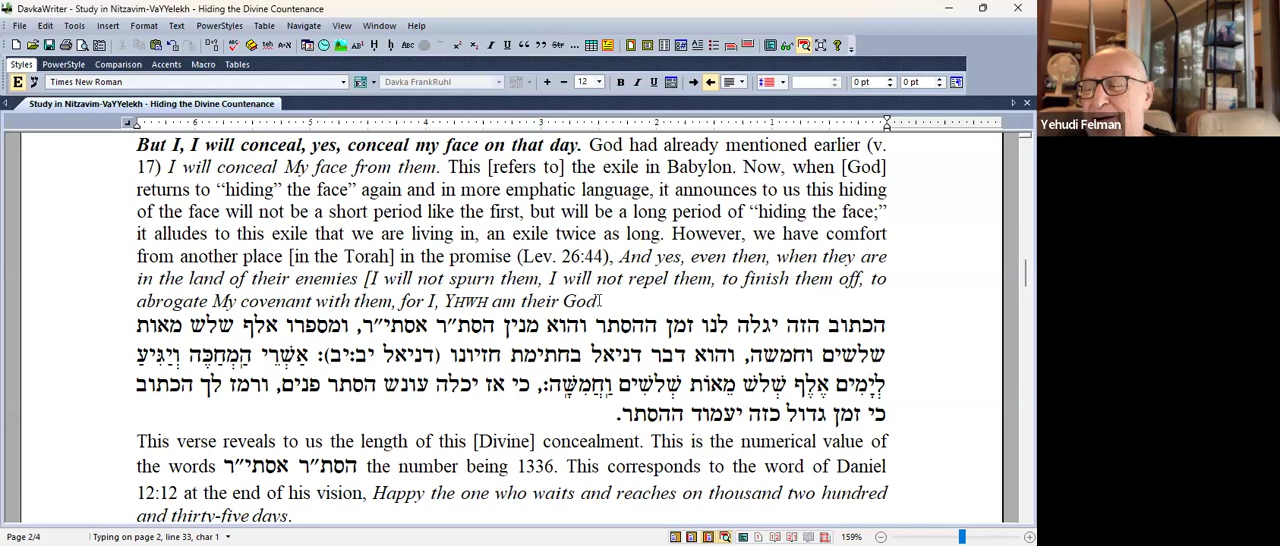 DavkaWriter - Study in Nitzavim-VaYYelekh - Hiding the Divine Countenance
File Edit Tools Insert Format Text PowerStyles Table View Window Help
Styles Paragraph Comparison Accents Macro Tables
Times New Roman Davka FrankRuhl 12 B I U 0 pt 0 pt
Study in Nitzavim-VaYYelekh - Hiding the Divine Countenance
6 5 4 3 2 1
But I, I will conceal, yes, conceal my face on that day. God had already mentioned earlier (v.
17) I will conceal My face from them. This [refers to] the exile in Babylon. Now, when [God]
returns to “hiding” the face” again and in more emphatic language, it announces to us this hiding
of the face will not be a short period like the first, but will be a long period of “hiding the face;”
it alludes to this exile that we are living in, an exile twice as long. However, we have comfort
from another place [in the Torah] in the promise (Lev. 26:44), And yes, even then, when they are
in the land of their enemies [I will not spurn them, I will not repel them, to finish them off, to
abrogate My covenant with them, for I, YHWH am their God
הכתוב הזה יגלה לנו זמן ההסתר והוא מנין הסת״ר אסתי״ר, ומספרו אלף שלש מאות
שלשים וחמשה, והוא דבר דניאל בחתימת חזיונו (דניאל יב:יב): אַשְׁרֵי הַֽמְחַכֶּה וְיַגִּיעַ
לְיָמִים אֶלֶף שְׁלֹשׁ מֵאוֹת שְׁלֹשִׁים וַחֲמִשָּֽׁה:, כי אז יכלה עונש הסתר פנים, ורמז לך הכתוב
כי זמן גדול כזה יעמוד ההסתר.
This verse reveals to us the length of this [Divine] concealment. This is the numerical value of
the words הסת״ר אסתי״ר the number being 1336. This corresponds to the word of Daniel
12:12 at the end of his vision, Happy the one who waits and reaches on thousand two hundred
and thirty-five days.
Page 2/4 Typing on page 2, line 33, char 1 159%
Yehudi Felman